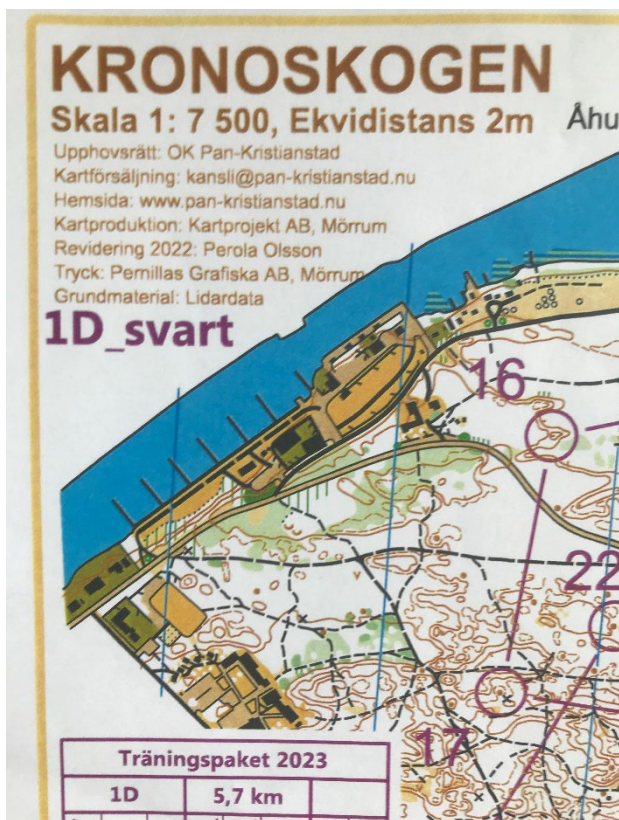 KRONOSKOGEN
Skala 1: 7 500, Ekvidistans 2m
Åhu
Upphovsrätt: OK Pan-Kristianstad
Kartförsäljning: kansli@pan-kristianstad.nu
Hemsida: www.pan-kristianstad.nu
Kartproduktion: Kartprojekt AB, Mörrum
Revidering 2022: Perola Olsson
Tryck: Pernillas Grafiska AB, Mörrum
Grundmaterial: Lidardata
1D_svart
16
22
17
Träningspaket 2023
1D 5,7 km